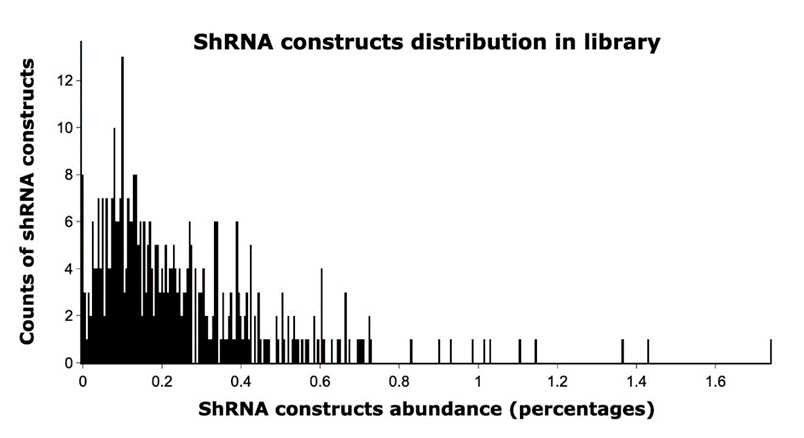 ShRNA constructs distribution in library
Counts of shRNA constructs
12
10
8
6
4
2
0
0 0.2 0.4 0.6 0.8 1 1.2 1.4 1.6
ShRNA constructs abundance (percentages)